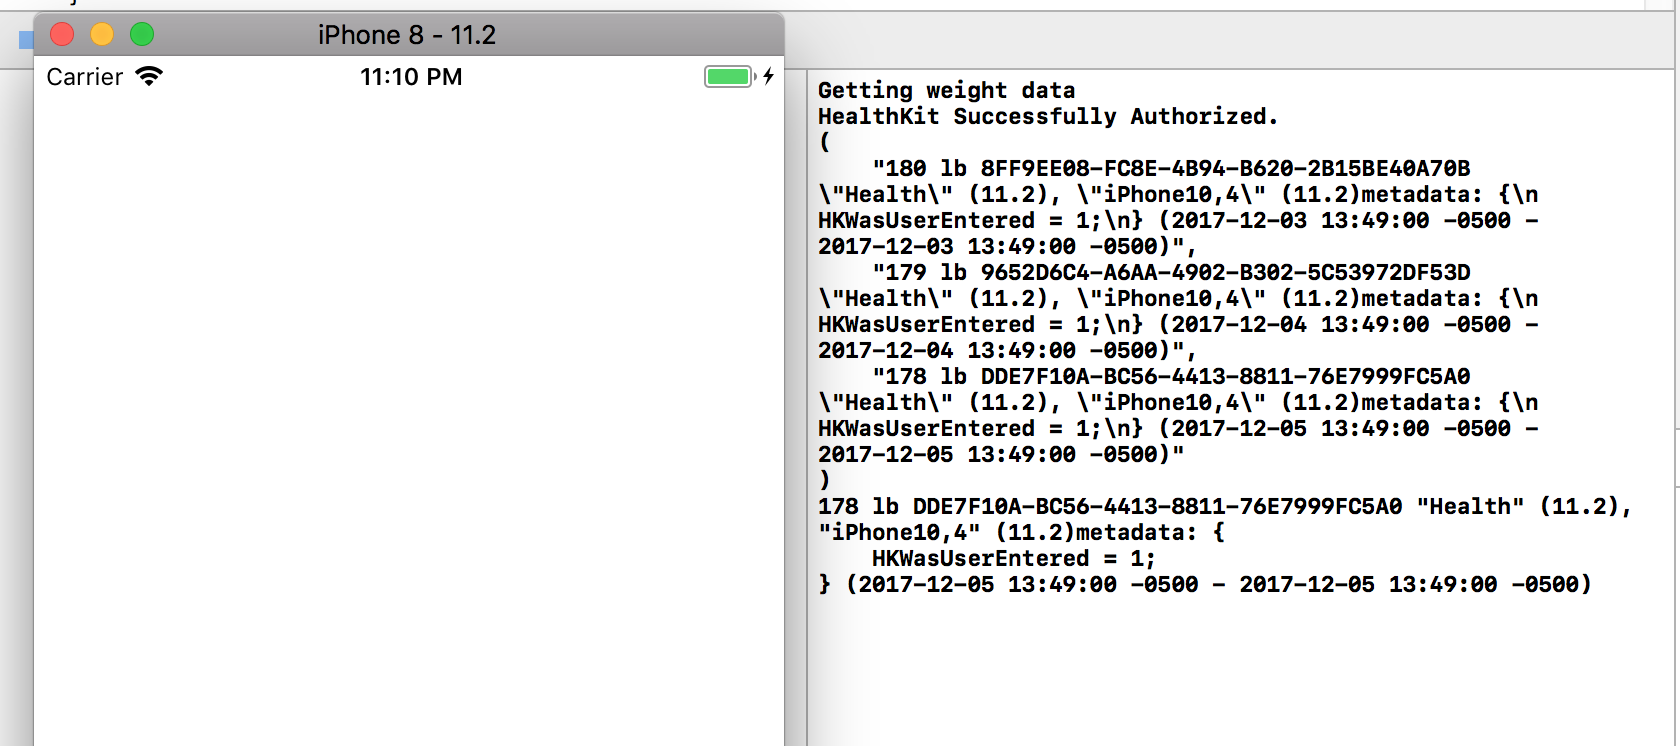 iPhone 8 - 11.2
Carrier
11:10 PM
Getting weight data
HealthKit Successfully Authorized.
(
    "180 lb 8FF9EE08-FC8E-4B94-B620-2B15BE40A70B
\"Health\" (11.2), \"iPhone10,4\" (11.2)metadata: {\n
HKWasUserEntered = 1;\n} (2017-12-03 13:49:00 -0500 -
2017-12-03 13:49:00 -0500)",
    "179 lb 9652D6C4-A6AA-4902-B302-5C53972DF53D
\"Health\" (11.2), \"iPhone10,4\" (11.2)metadata: {\n
HKWasUserEntered = 1;\n} (2017-12-04 13:49:00 -0500 -
2017-12-04 13:49:00 -0500)",
    "178 lb DDE7F10A-BC56-4413-8811-76E7999FC5A0
\"Health\" (11.2), \"iPhone10,4\" (11.2)metadata: {\n
HKWasUserEntered = 1;\n} (2017-12-05 13:49:00 -0500 -
2017-12-05 13:49:00 -0500)"
)
178 lb DDE7F10A-BC56-4413-8811-76E7999FC5A0 "Health" (11.2),
"iPhone10,4" (11.2)metadata: {
    HKWasUserEntered = 1;
} (2017-12-05 13:49:00 -0500 - 2017-12-05 13:49:00 -0500)